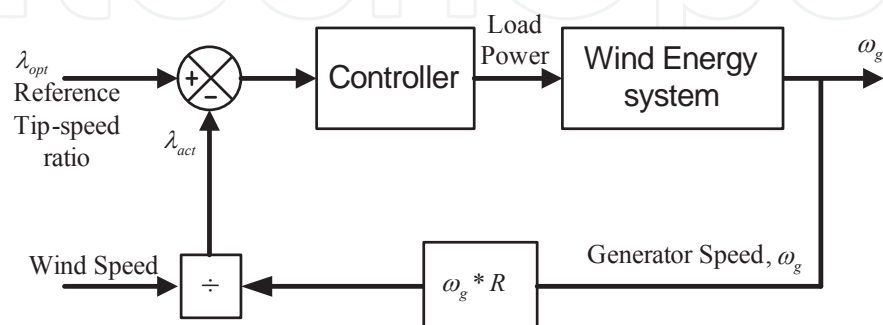 λopt
Reference
Tip-speed
ratio
+
−
λact
Controller
Load
Power
Wind Energy
system
ωg
Wind Speed
÷
ωg * R
Generator Speed, ωg